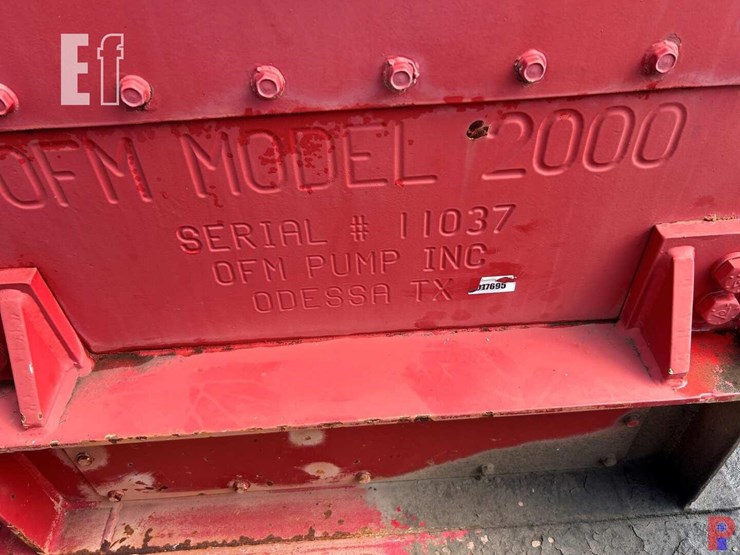 Ef
OFM MODEL 2000
SERIAL # 11037
OFM PUMP INC
ODESSA TX
017695